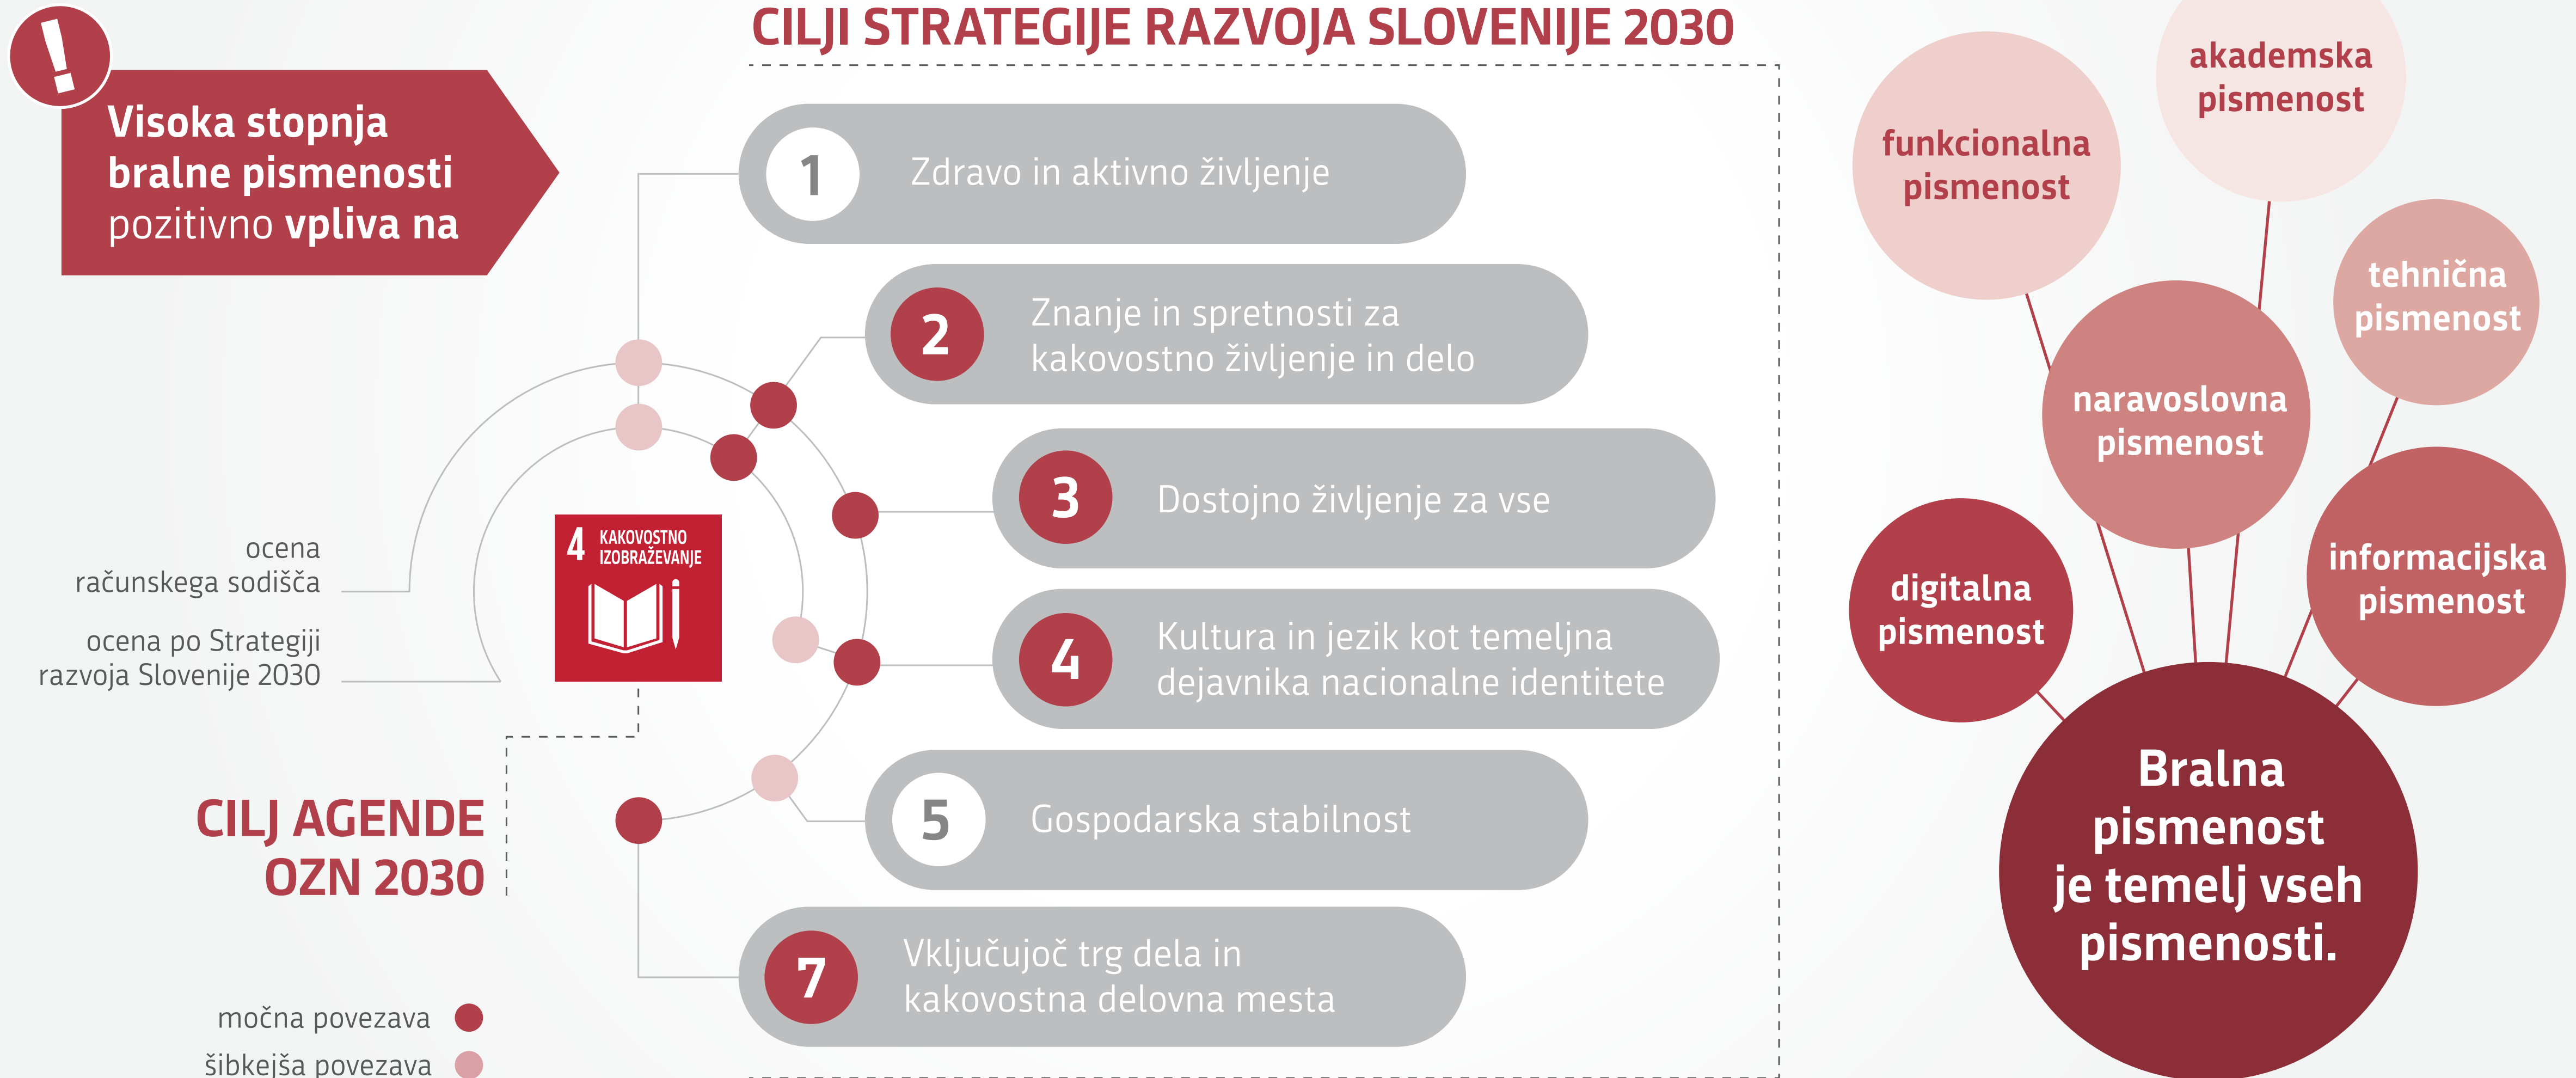 !
Visoka stopnja
bralne pismenosti
pozitivno vpliva na
CILJI STRATEGIJE RAZVOJA SLOVENIJE 2030
1
Zdravo in aktivno življenje
2
Znanje in spretnosti za
kakovostno življenje in delo
3
Dostojno življenje za vse
4
Kultura in jezik kot temeljna
dejavnika nacionalne identitete
5
Gospodarska stabilnost
7
Vključujoč trg dela in
kakovostna delovna mesta
ocena
računskega sodišča
ocena po Strategiji
razvoja Slovenije 2030
4 KAKOVOSTNO
IZOBRAŽEVANJE
CILJ AGENDE
OZN 2030
močna povezava
šibkejša povezava
funkcionalna
pismenost
akademska
pismenost
tehnična
pismenost
naravoslovna
pismenost
informacijska
pismenost
digitalna
pismenost
Bralna
pismenost
je temelj vseh
pismenosti.